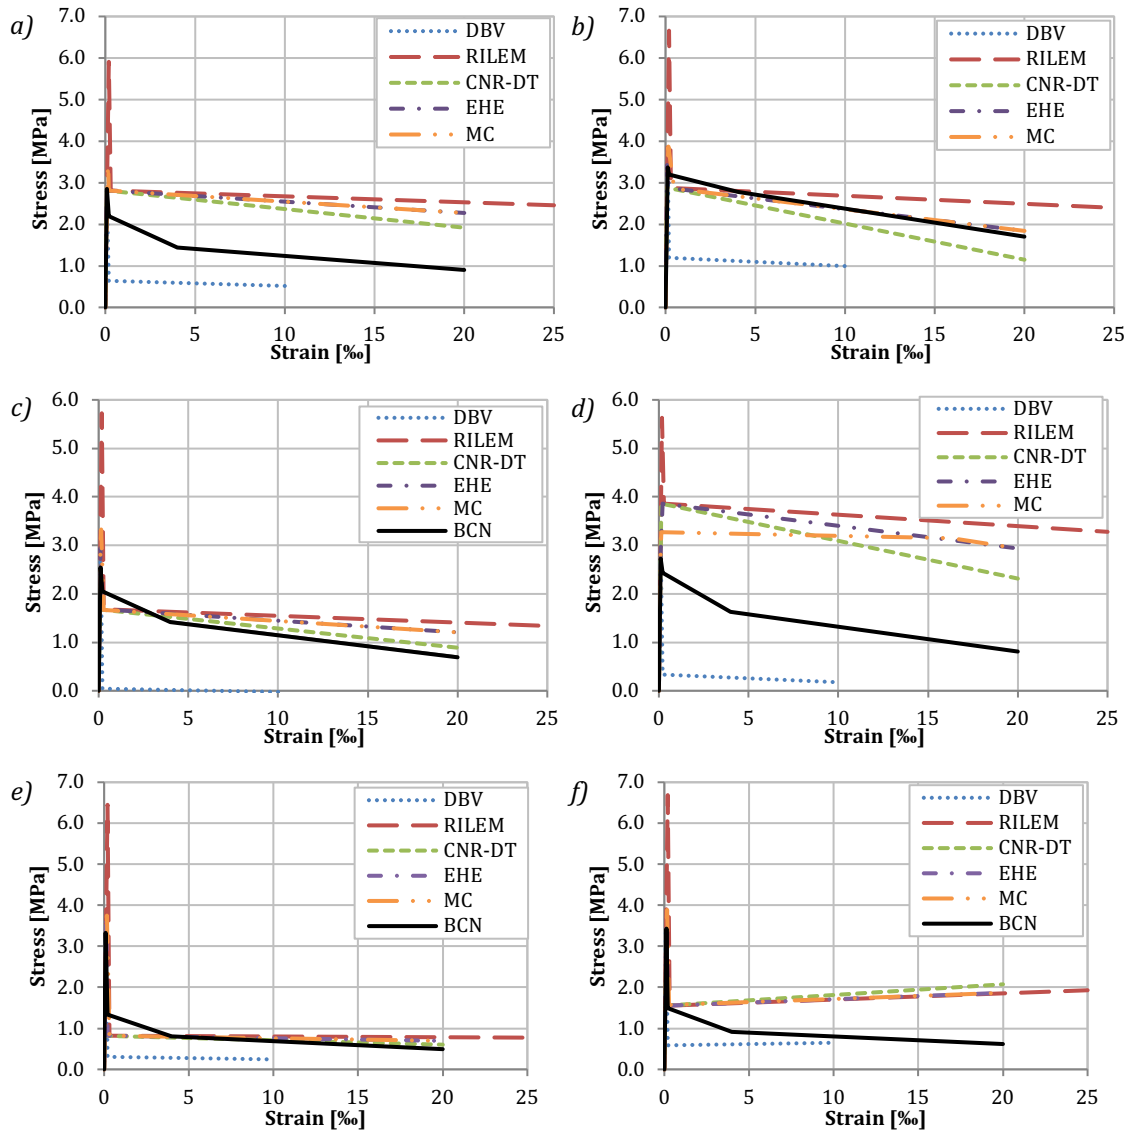 a)
7.0
6.0
5.0
4.0
3.0
2.0
1.0
0.0
Stress [MPa]
0
5
10
15
20
25
Strain [‰]
DBV
RILEM
CNR-DT
EHE
MC
b)
7.0
6.0
5.0
4.0
3.0
2.0
1.0
0.0
Stress [MPa]
0
5
10
15
20
25
Strain [‰]
DBV
RILEM
CNR-DT
EHE
MC
c)
6.0
5.0
4.0
3.0
2.0
1.0
0.0
Stress [MPa]
0
5
10
15
20
25
Strain [‰]
DBV
RILEM
CNR-DT
EHE
MC
BCN
d)
6.0
5.0
4.0
3.0
2.0
1.0
0.0
Stress [MPa]
0
5
10
15
20
25
Strain [‰]
DBV
RILEM
CNR-DT
EHE
MC
e)
7.0
6.0
5.0
4.0
3.0
2.0
1.0
0.0
Stress [MPa]
0
5
10
15
20
25
Strain [‰]
DBV
RILEM
CNR-DT
EHE
MC
BCN
f)
7.0
6.0
5.0
4.0
3.0
2.0
1.0
0.0
Stress [MPa]
0
5
10
15
20
25
Strain [‰]
DBV
RILEM
CNR-DT
EHE
MC
BCN